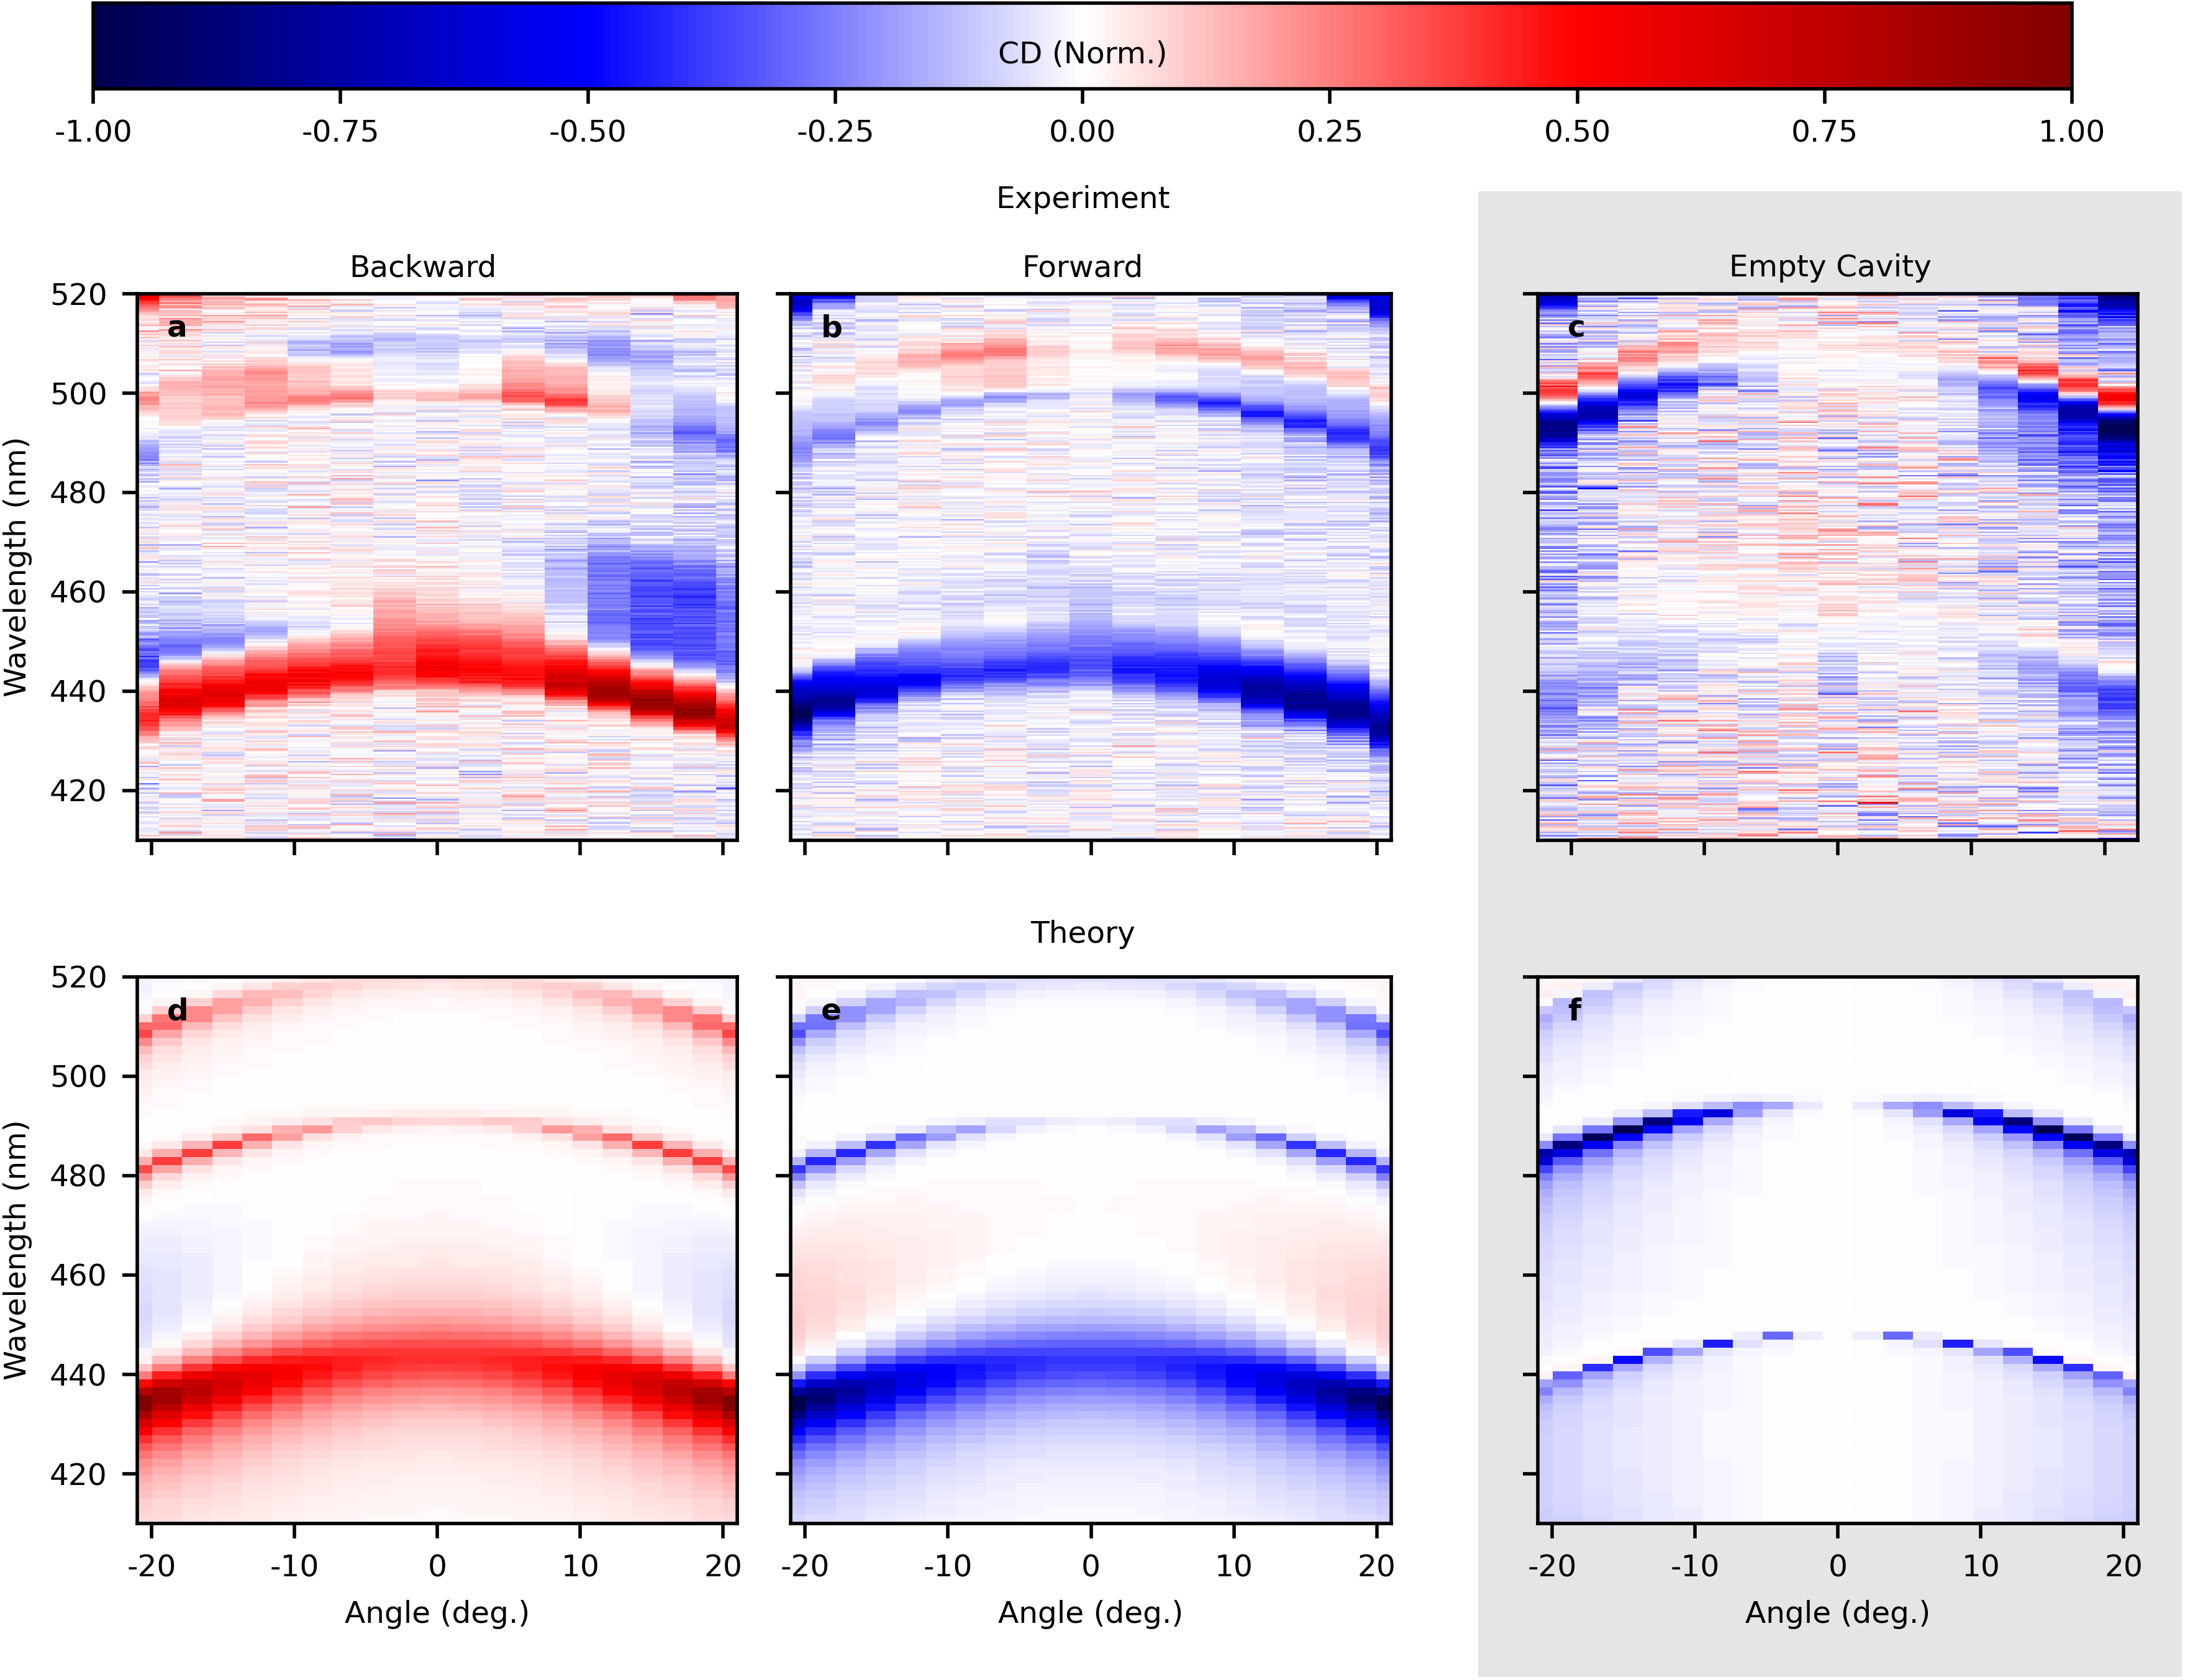 CD (Norm.)
-1.00 -0.75 -0.50 -0.25 0.00 0.25 0.50 0.75 1.00
Experiment
Backward Forward Empty Cavity
a b c
520
500
480
460
440
420
Wavelength (nm)
Theory
d e f
520
500
480
460
440
420
Wavelength (nm)
-20 -10 0 10 20 -20 -10 0 10 20 -20 -10 0 10 20
Angle (deg.) Angle (deg.) Angle (deg.)